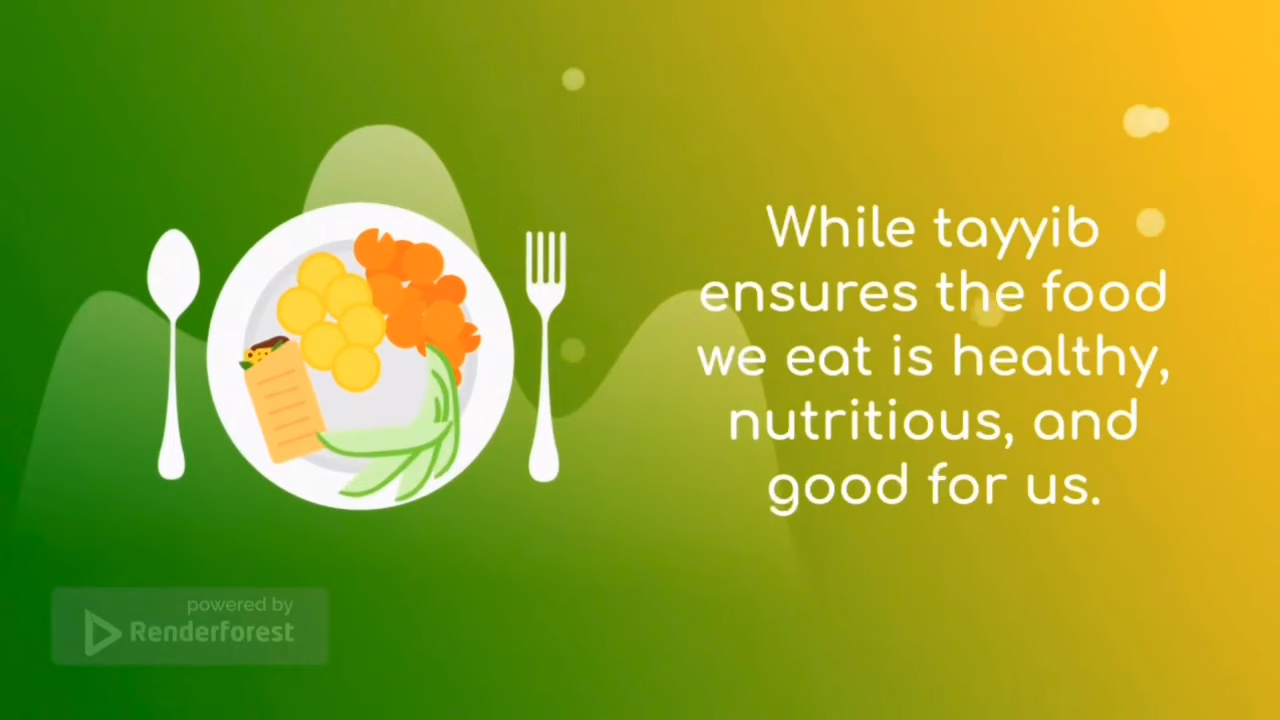 While tayyib
ensures the food
we eat is healthy,
nutritious, and
good for us.
powered by
Renderforest